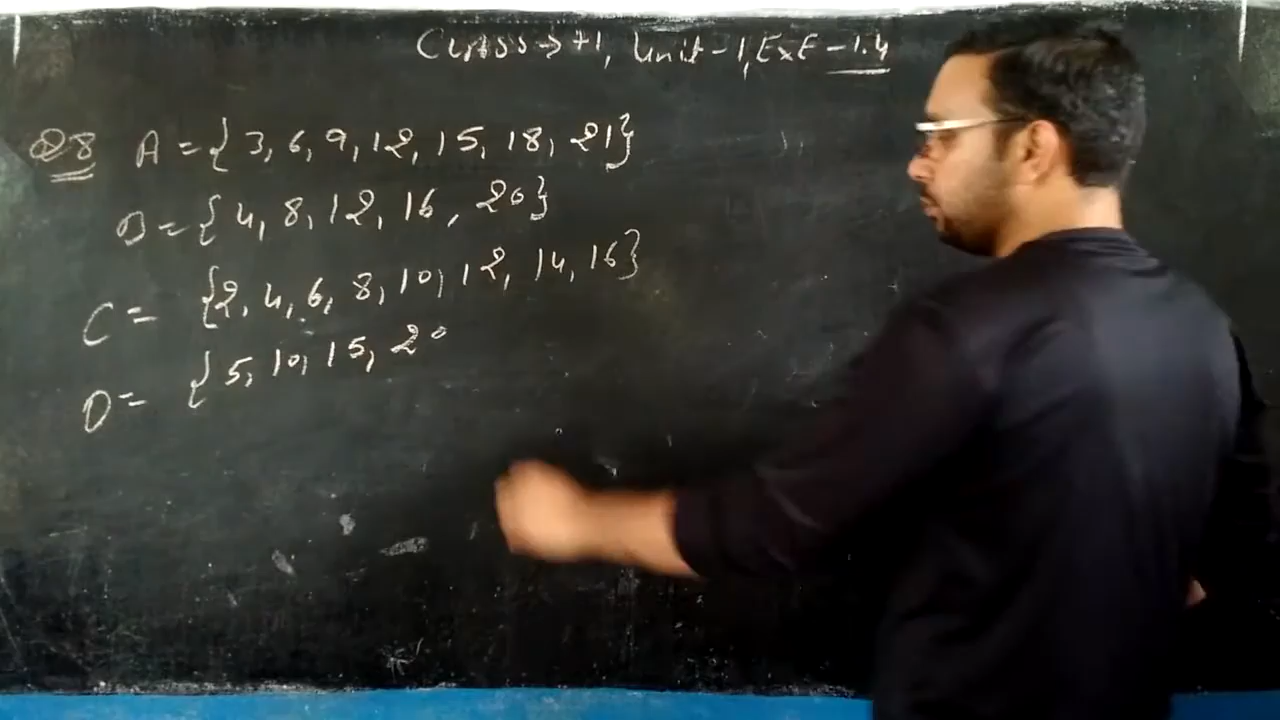 Class→+1, Unit-1, Ex E-1.4
Q8 A = {3, 6, 9, 12, 15, 18, 21}
B = {4, 8, 12, 16, 20}
C = {2, 4, 6, 8, 10, 12, 14, 16}
D = {5, 10, 15, 20